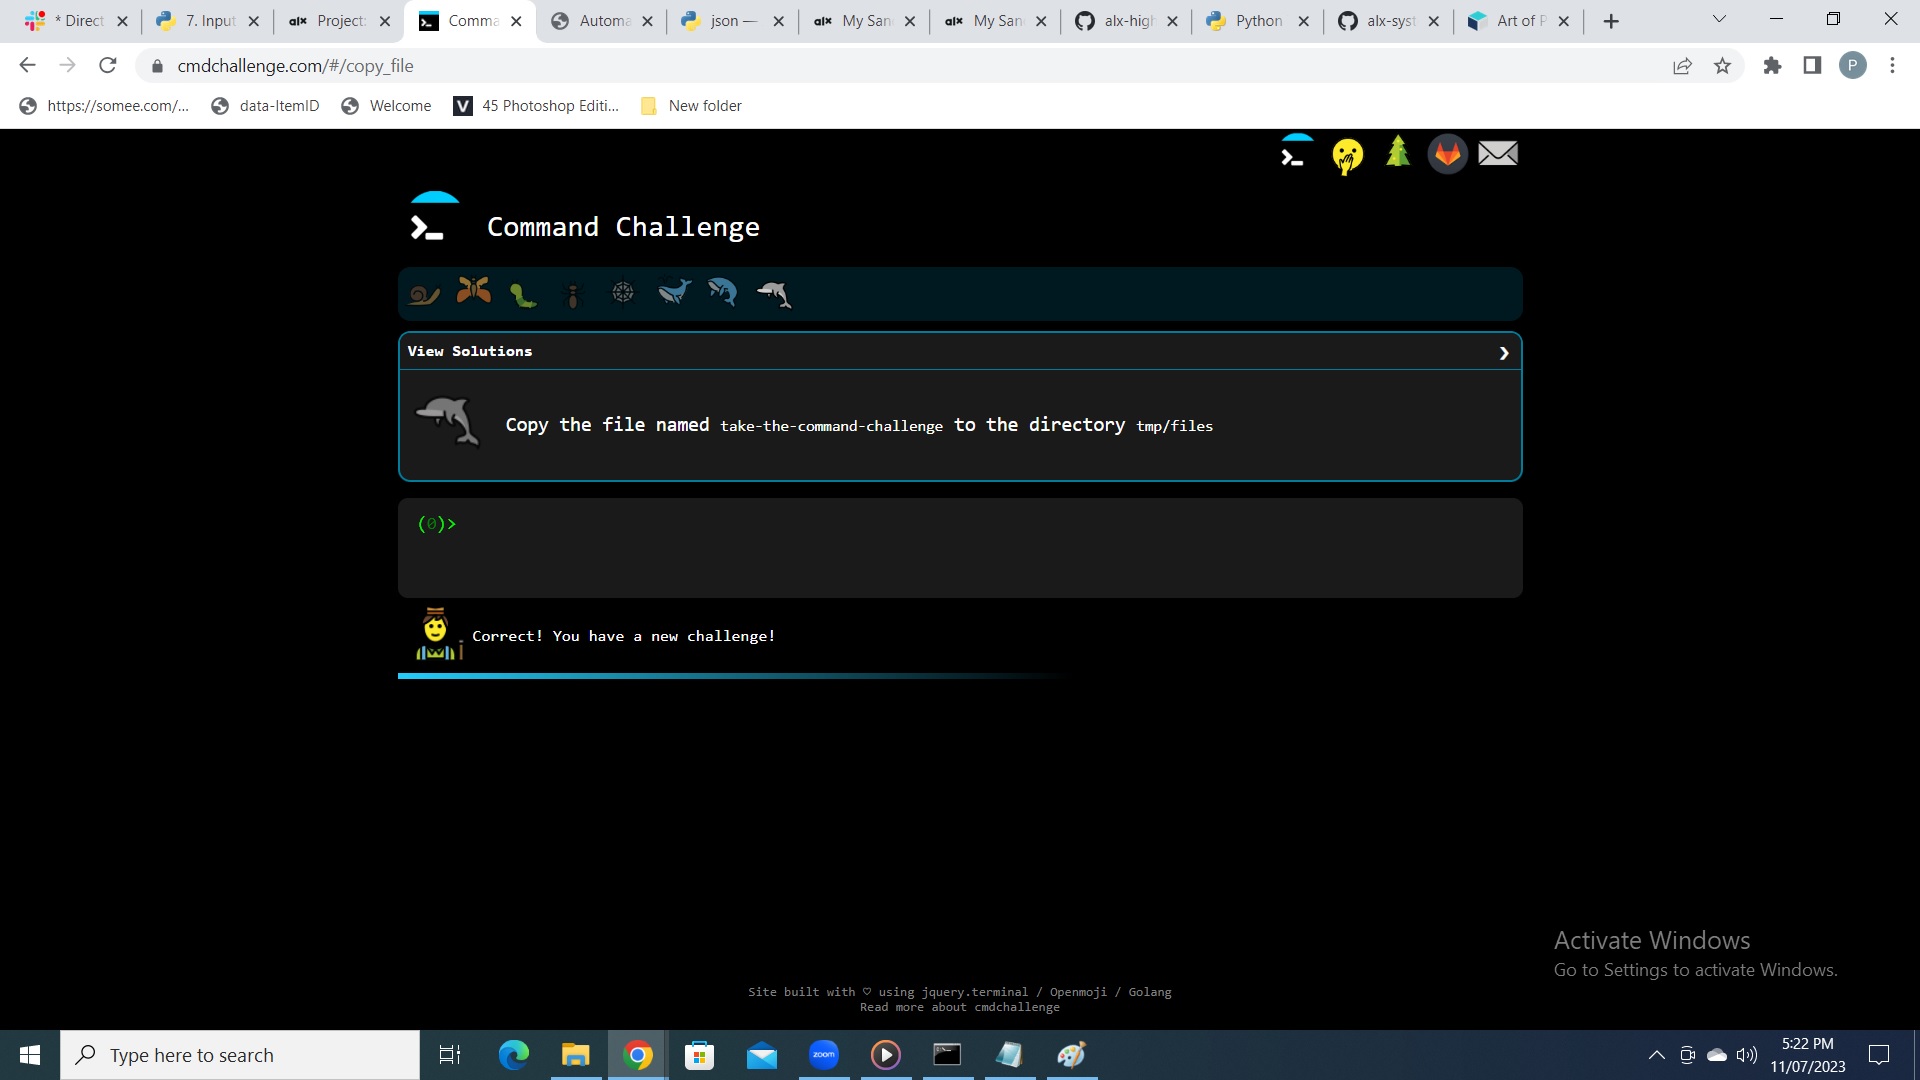 * Direct
7. Input
alx Project:
Comma
Automa
json —
alx My San
alx My San
alx-high
Python
alx-syst
Art of P
cmdchallenge.com/#/copy_file
P
https://somee.com/...
data-ItemID
Welcome
V 45 Photoshop Editi...
New folder
Command Challenge
View Solutions
Copy the file named take-the-command-challenge to the directory tmp/files
(0)>
Correct! You have a new challenge!
Activate Windows
Go to Settings to activate Windows.
Site built with ♡ using jquery.terminal / Openmoji / Golang
Read more about cmdchallenge
Type here to search
zoom
5:22 PM
11/07/2023